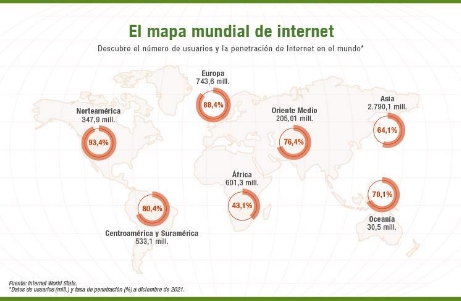 El mapa mundial de internet
Descubre el número de usuarios y la penetración de Internet en el mundo*
Europa
743,6 mill.
88,4%
Norteamérica
347,9 mill.
93,4%
Oriente Medio
205,01 mill.
76,4%
Asia
2.790,1 mill.
64,1%
África
601,3 mill.
43,1%
80,4%
Centroamérica y Suramérica
533,1 mill.
70,1%
Oceanía
30,5 mill.
Fuente: Internet World Stats.
*Datos de usuarios (mill.) y tasa de penetración (%) a diciembre de 2021.